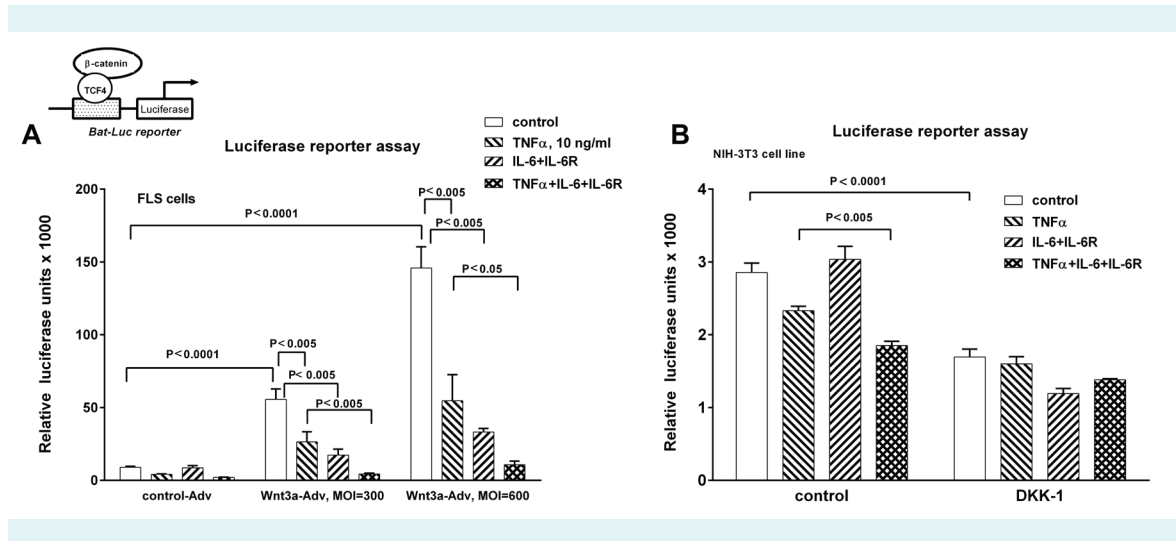 β-catenin
TCF4
Luciferase
Bat-Luc reporter
A
Luciferase reporter assay
control
TNFα, 10 ng/ml
IL-6+IL-6R
TNFα+IL-6+IL-6R
FLS cells
Relative luciferase units x 1000
200
150
100
50
0
P<0.0001
P<0.0001
P<0.005
P<0.005
P<0.005
P<0.005
P<0.005
P<0.05
control-Adv
Wnt3a-Adv, MOI=300
Wnt3a-Adv, MOI=600
B
Luciferase reporter assay
NIH-3T3 cell line
control
TNFα
IL-6+IL-6R
TNFα+IL-6+IL-6R
Relative luciferase units x 1000
4
3
2
1
0
P<0.0001
P<0.005
control
DKK-1